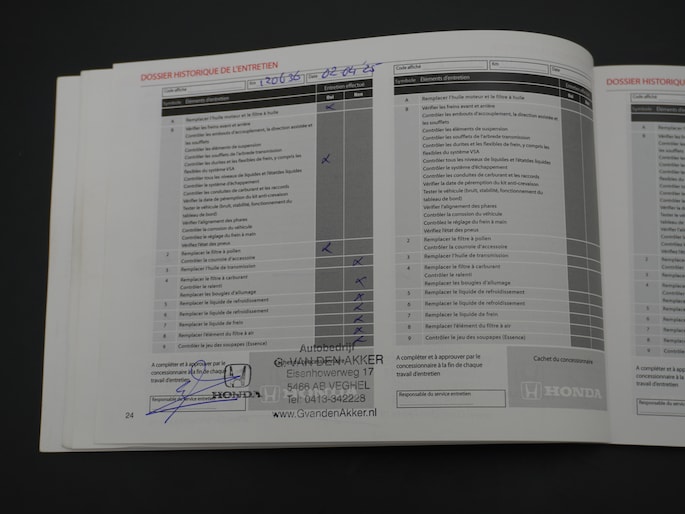 DOSSIER HISTORIQUE DE L'ENTRETIEN
Code affiché
Km 120636
Date 02 04 '25
Symbole Éléments d'entretien
Entretien effectué
Oui Non
A Remplacer l'huile moteur et le filtre à huile
B Vérifier les freins avant et arrière
Contrôler les embouts d'accouplement, la direction assistée et
les soufflets
Contrôler les éléments de suspension
Contrôler les soufflets de l'arbre de transmission
Contrôler les durites et les flexibles de frein, y compris les
flexibles du système VSA
Contrôler tous les niveaux de liquides et l'état des liquides
Contrôler le système d'échappement
Contrôler les conduites de carburant et les raccords
Vérifier la date de péremption du kit anti-crevaison
Tester le véhicule (bruit, stabilité, fonctionnement du
tableau de bord)
Vérifier l'alignement des phares
Contrôler la corrosion du véhicule
Contrôler le réglage du frein à main
Vérifiez l'état des pneus
2 Remplacer le filtre à pollen
Contrôler la courroie d'accessoire
3 Remplacer l'huile de transmission
4 Remplacer le filtre à carburant
Contrôler le ralenti
Remplacer les bougies d'allumage
5 Remplacer le liquide de refroidissement
6 Remplacer le liquide de refroidissement
7 Remplacer le liquide de frein
8 Remplacer l'élément du filtre à air
9 Contrôler le jeu des soupapes (Essence)
A compléter et à approuver par le
concessionnaire à la fin de chaque
travail d'entretien.
Responsable du service entretien
HONDA
Autobedrijf
G. VAN DEN AKKER
Eisenhowerweg 17
5466 AB VEGHEL
Tel: 0413-342228
www.GvandenAkker.nl
24
Code affiché
Km
Date
Symbole Éléments d'entretien
A Remplacer l'huile moteur et le filtre à huile
B Vérifier les freins avant et arrière
Contrôler les embouts d'accouplement, la direction assistée et
les soufflets
Contrôler les éléments de suspension
Contrôler les soufflets de l'arbre de transmission
Contrôler les durites et les flexibles de frein, y compris les
flexibles du système VSA
Contrôler tous les niveaux de liquides et l'état des liquides
Contrôler le système d'échappement
Contrôler les conduites de carburant et les raccords
Vérifier la date de péremption du kit anti-crevaison
Tester le véhicule (bruit, stabilité, fonctionnement du
tableau de bord)
Vérifier l'alignement des phares
Contrôler la corrosion du véhicule
Contrôler le réglage du frein à main
Vérifiez l'état des pneus
2 Remplacer le filtre à pollen
Contrôler la courroie d'accessoire
3 Remplacer l'huile de transmission
4 Remplacer le filtre à carburant
Contrôler le ralenti
Remplacer les bougies d'allumage
5 Remplacer le liquide de refroidissement
6 Remplacer le liquide de refroidissement
7 Remplacer le liquide de frein
8 Remplacer l'élément du filtre à air
9 Contrôler le jeu des soupapes (Essence)
A compléter et à approuver par le
concessionnaire à la fin de chaque
travail d'entretien.
Cachet du concessionnaire
Responsable du service entretien
HONDA
DOSSIER HISTORIQU
Code affiché
Symbole